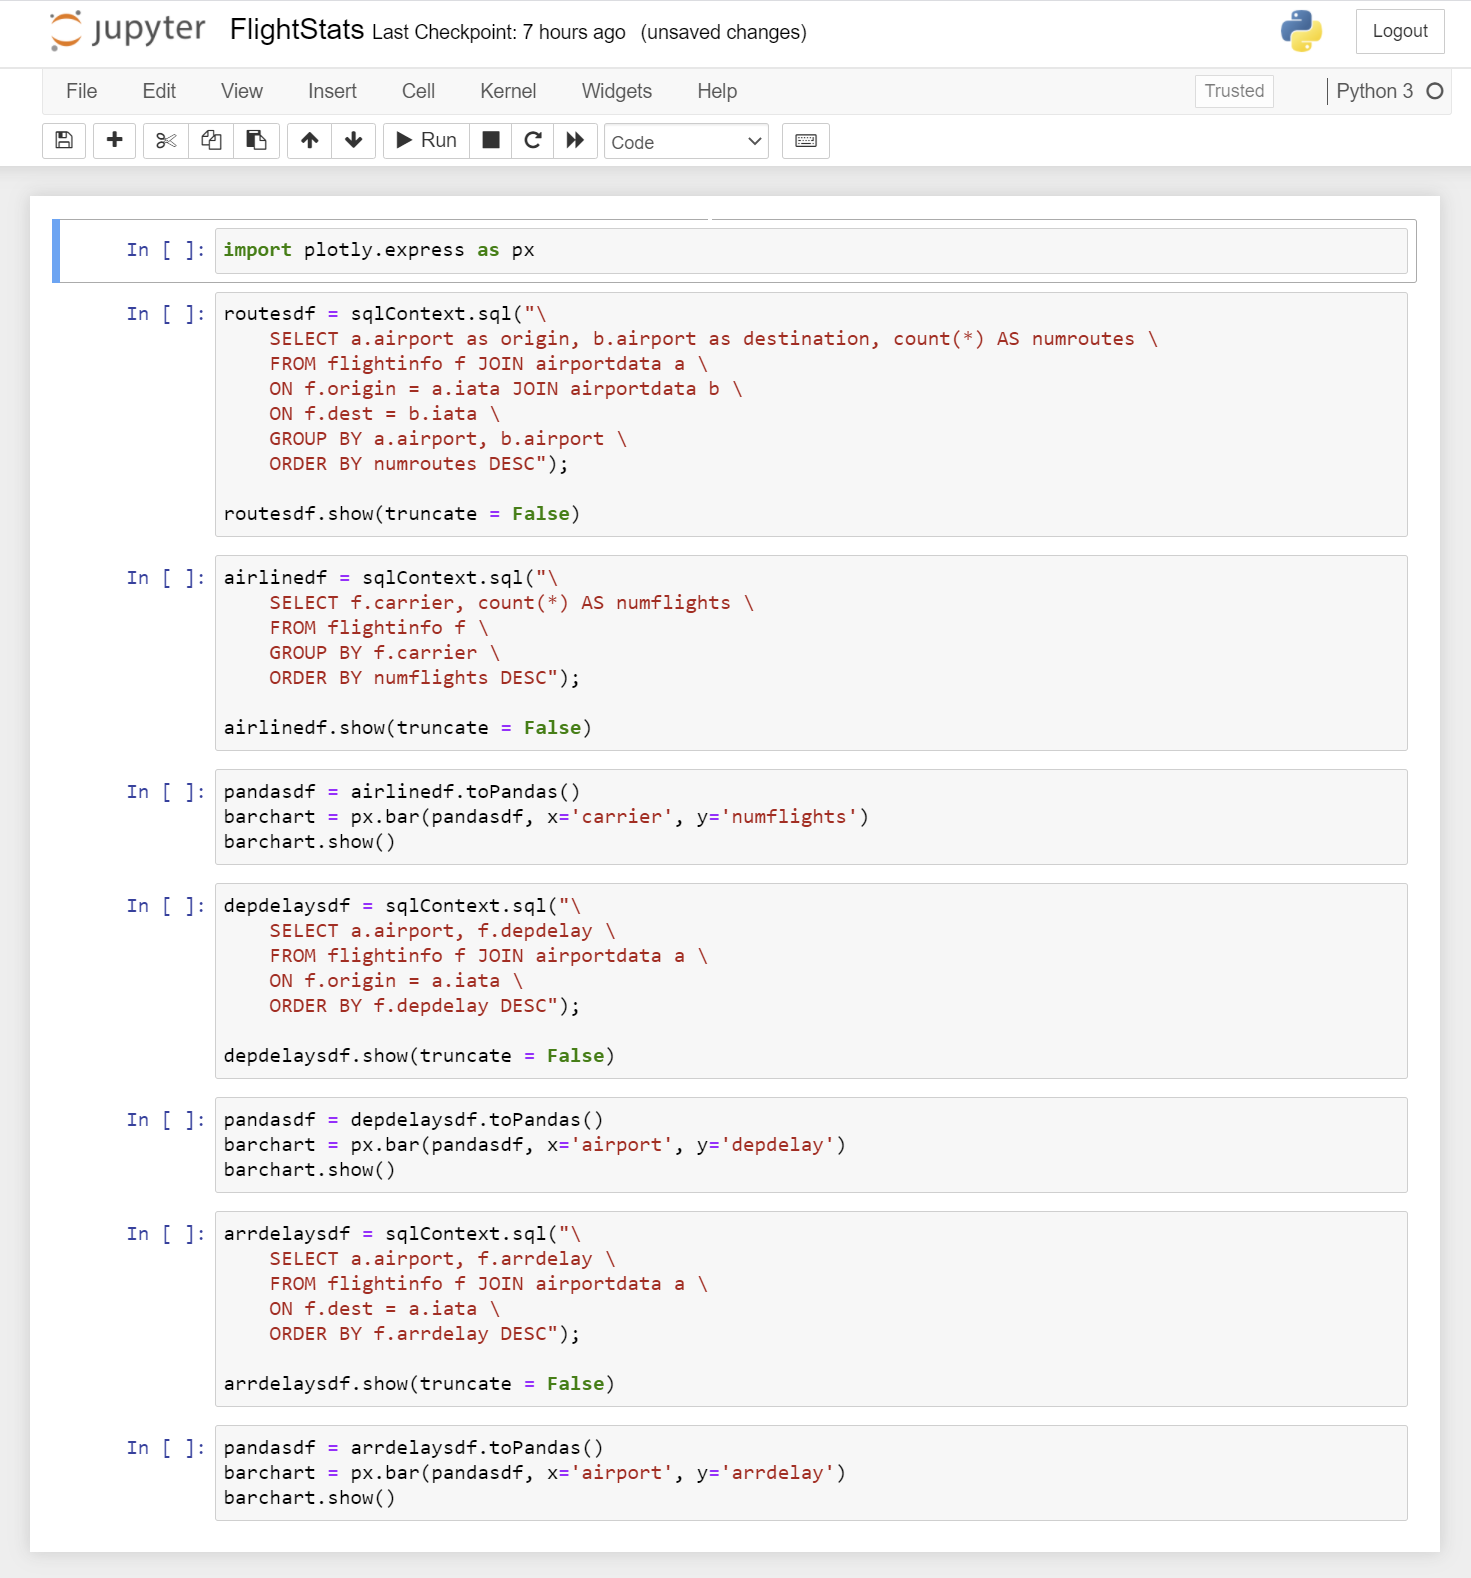 jupyter FlightStats Last Checkpoint: 7 hours ago (unsaved changes) Logout
File Edit View Insert Cell Kernel Widgets Help Trusted Python 3
Run Code
In [ ]: import plotly.express as px
In [ ]: routesdf = sqlContext.sql("\
SELECT a.airport as origin, b.airport as destination, count(*) AS numroutes \
FROM flightinfo f JOIN airportdata a \
ON f.origin = a.iata JOIN airportdata b \
ON f.dest = b.iata \
GROUP BY a.airport, b.airport \
ORDER BY numroutes DESC");
routesdf.show(truncate = False)
In [ ]: airlinedf = sqlContext.sql("\
SELECT f.carrier, count(*) AS numflights \
FROM flightinfo f \
GROUP BY f.carrier \
ORDER BY numflights DESC");
airlinedf.show(truncate = False)
In [ ]: pandasdf = airlinedf.toPandas()
barchart = px.bar(pandasdf, x='carrier', y='numflights')
barchart.show()
In [ ]: depdelaysdf = sqlContext.sql("\
SELECT a.airport, f.depdelay \
FROM flightinfo f JOIN airportdata a \
ON f.origin = a.iata \
ORDER BY f.depdelay DESC");
depdelaysdf.show(truncate = False)
In [ ]: pandasdf = depdelaysdf.toPandas()
barchart = px.bar(pandasdf, x='airport', y='depdelay')
barchart.show()
In [ ]: arrdelaysdf = sqlContext.sql("\
SELECT a.airport, f.arrdelay \
FROM flightinfo f JOIN airportdata a \
ON f.dest = a.iata \
ORDER BY f.arrdelay DESC");
arrdelaysdf.show(truncate = False)
In [ ]: pandasdf = arrdelaysdf.toPandas()
barchart = px.bar(pandasdf, x='airport', y='arrdelay')
barchart.show()